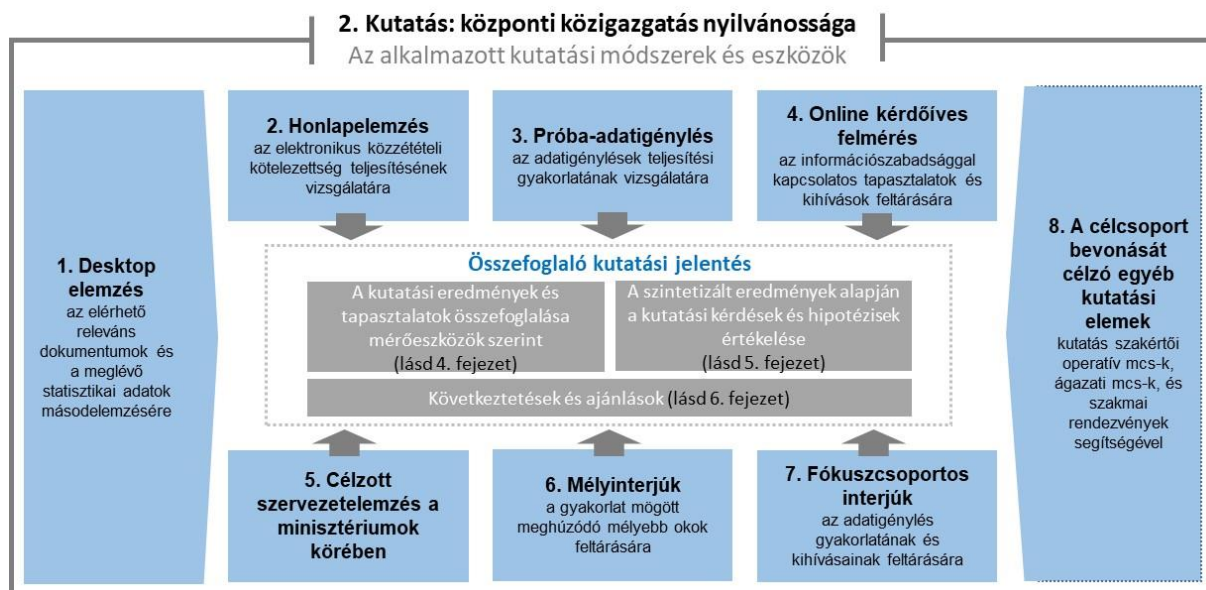 2. Kutatás: központi közigazgatás nyilvánossága
Az alkalmazott kutatási módszerek és eszközök
1. Desktop
elemzés
az elérhető
releváns
dokumentumok és
a meglévő
statisztikai adatok
másodelemzésére
2. Honlapelemzés
az elektronikus közzétételi
kötelezettség teljesítésének
vizsgálatára
3. Próba-adatigénylés
az adatigénylések teljesítési
gyakorlatának vizsgálatára
4. Online kérdőíves
felmérés
az információszabadsággal
kapcsolatos tapasztalatok és
kihívások feltárására
Összefoglaló kutatási jelentés
A kutatási eredmények és
tapasztalatok összefoglalása
mérőeszközök szerint
(lásd 4. fejezet)
A szintetizált eredmények alapján
a kutatási kérdések és hipotézisek
értékelése
(lásd 5. fejezet)
Következtetések és ajánlások (lásd 6. fejezet)
5. Célzott
szervezetelemzés a
minisztériumok
körében
6. Mélyinterjúk
a gyakorlat mögött
meghúzódó mélyebb okok
feltárására
7. Fókuszcsoportos
interjúk
az adatigénylés
gyakorlatának és
kihívásainak feltárására
8. A célcsoport
bevonását
célzó egyéb
kutatási
elemek
kutatás szakértői
operatív mcs-k,
ágazati mcs-k, és
szakmai
rendezvények
segítségével